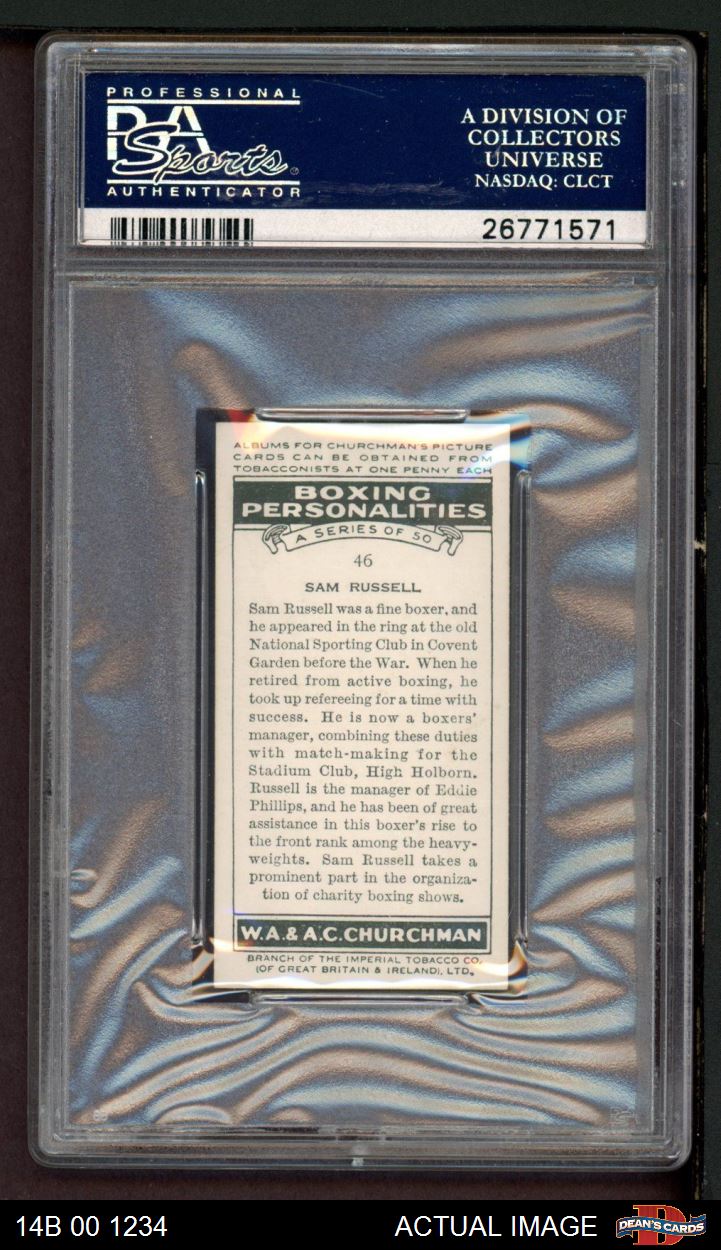 PROFESSIONAL
PSA
Sports
AUTHENTICATOR
A DIVISION OF
COLLECTORS
UNIVERSE
NASDAQ: CLCT
26771571
ALBUMS FOR CHURCHMAN'S PICTURE
CARDS CAN BE OBTAINED FROM
TOBACCONISTS AT ONE PENNY EACH
BOXING
PERSONALITIES
A SERIES OF 50
46
SAM RUSSELL
Sam Russell was a fine boxer, and
he appeared in the ring at the old
National Sporting Club in Covent
Garden before the War. When he
retired from active boxing, he
took up refereeing for a time with
success. He is now a boxers'
manager, combining these duties
with match-making for the
Stadium Club, High Holborn.
Russell is the manager of Eddie
Phillips, and he has been of great
assistance in this boxer's rise to
the front rank among the heavy-
weights. Sam Russell takes a
prominent part in the organiza-
tion of charity boxing shows.
W.A. & A.C. CHURCHMAN
BRANCH OF THE IMPERIAL TOBACCO CO.
(OF GREAT BRITAIN & IRELAND), LTD.
14B 00 1234
ACTUAL IMAGE
DEAN'S CARDS